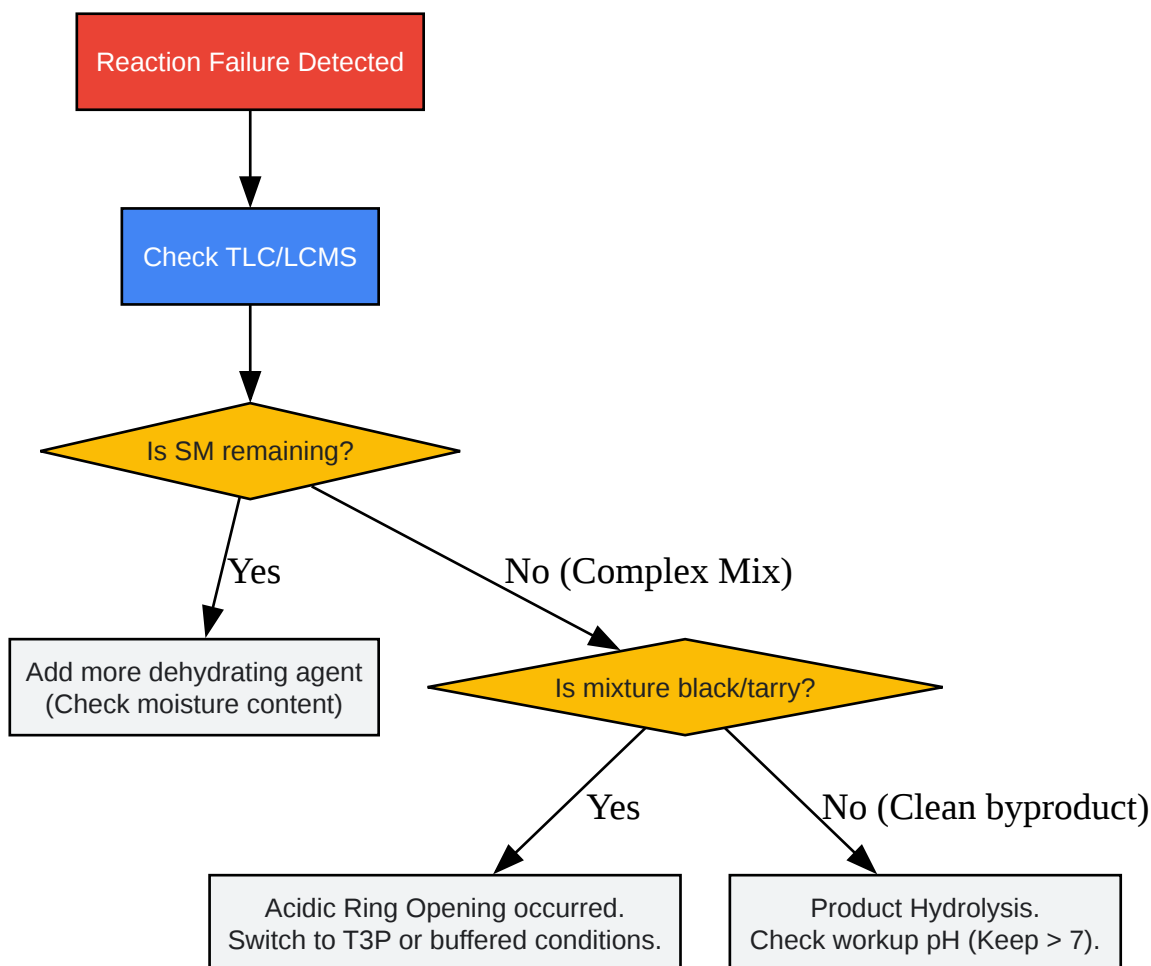 Reaction Failure Detected
Check TLC/LCMS
Is SM remaining?
Yes
No (Complex Mix)
Add more dehydrating agent
(Check moisture content)
Is mixture black/tarry?
Yes
No (Clean byproduct)
Acidic Ring Opening occurred.
Switch to T3P or buffered conditions.
Product Hydrolysis.
Check workup pH (Keep > 7).